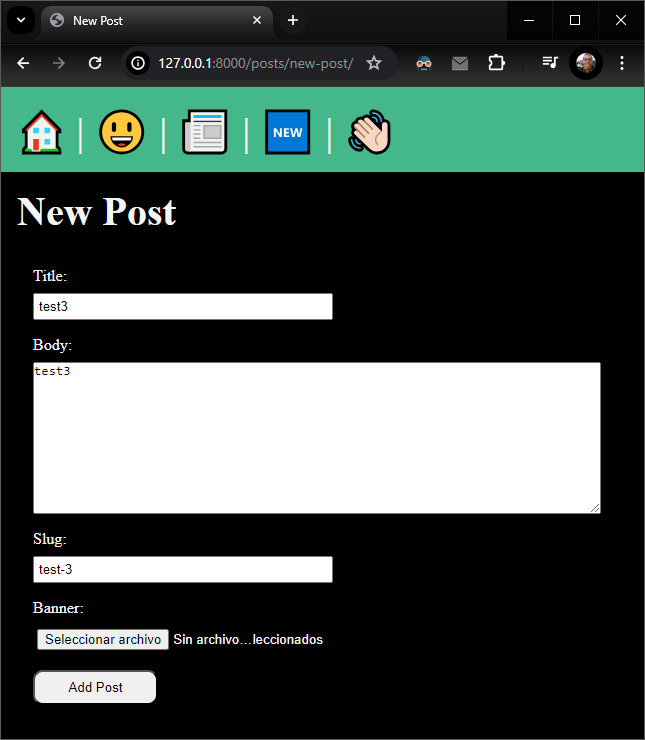 New Post
127.0.0.1:8000/posts/new-post/
NEW
New Post
Title:
test3
Body:
test3
Slug:
test-3
Banner:
Seleccionar archivo Sin archivo...leccionados
Add Post